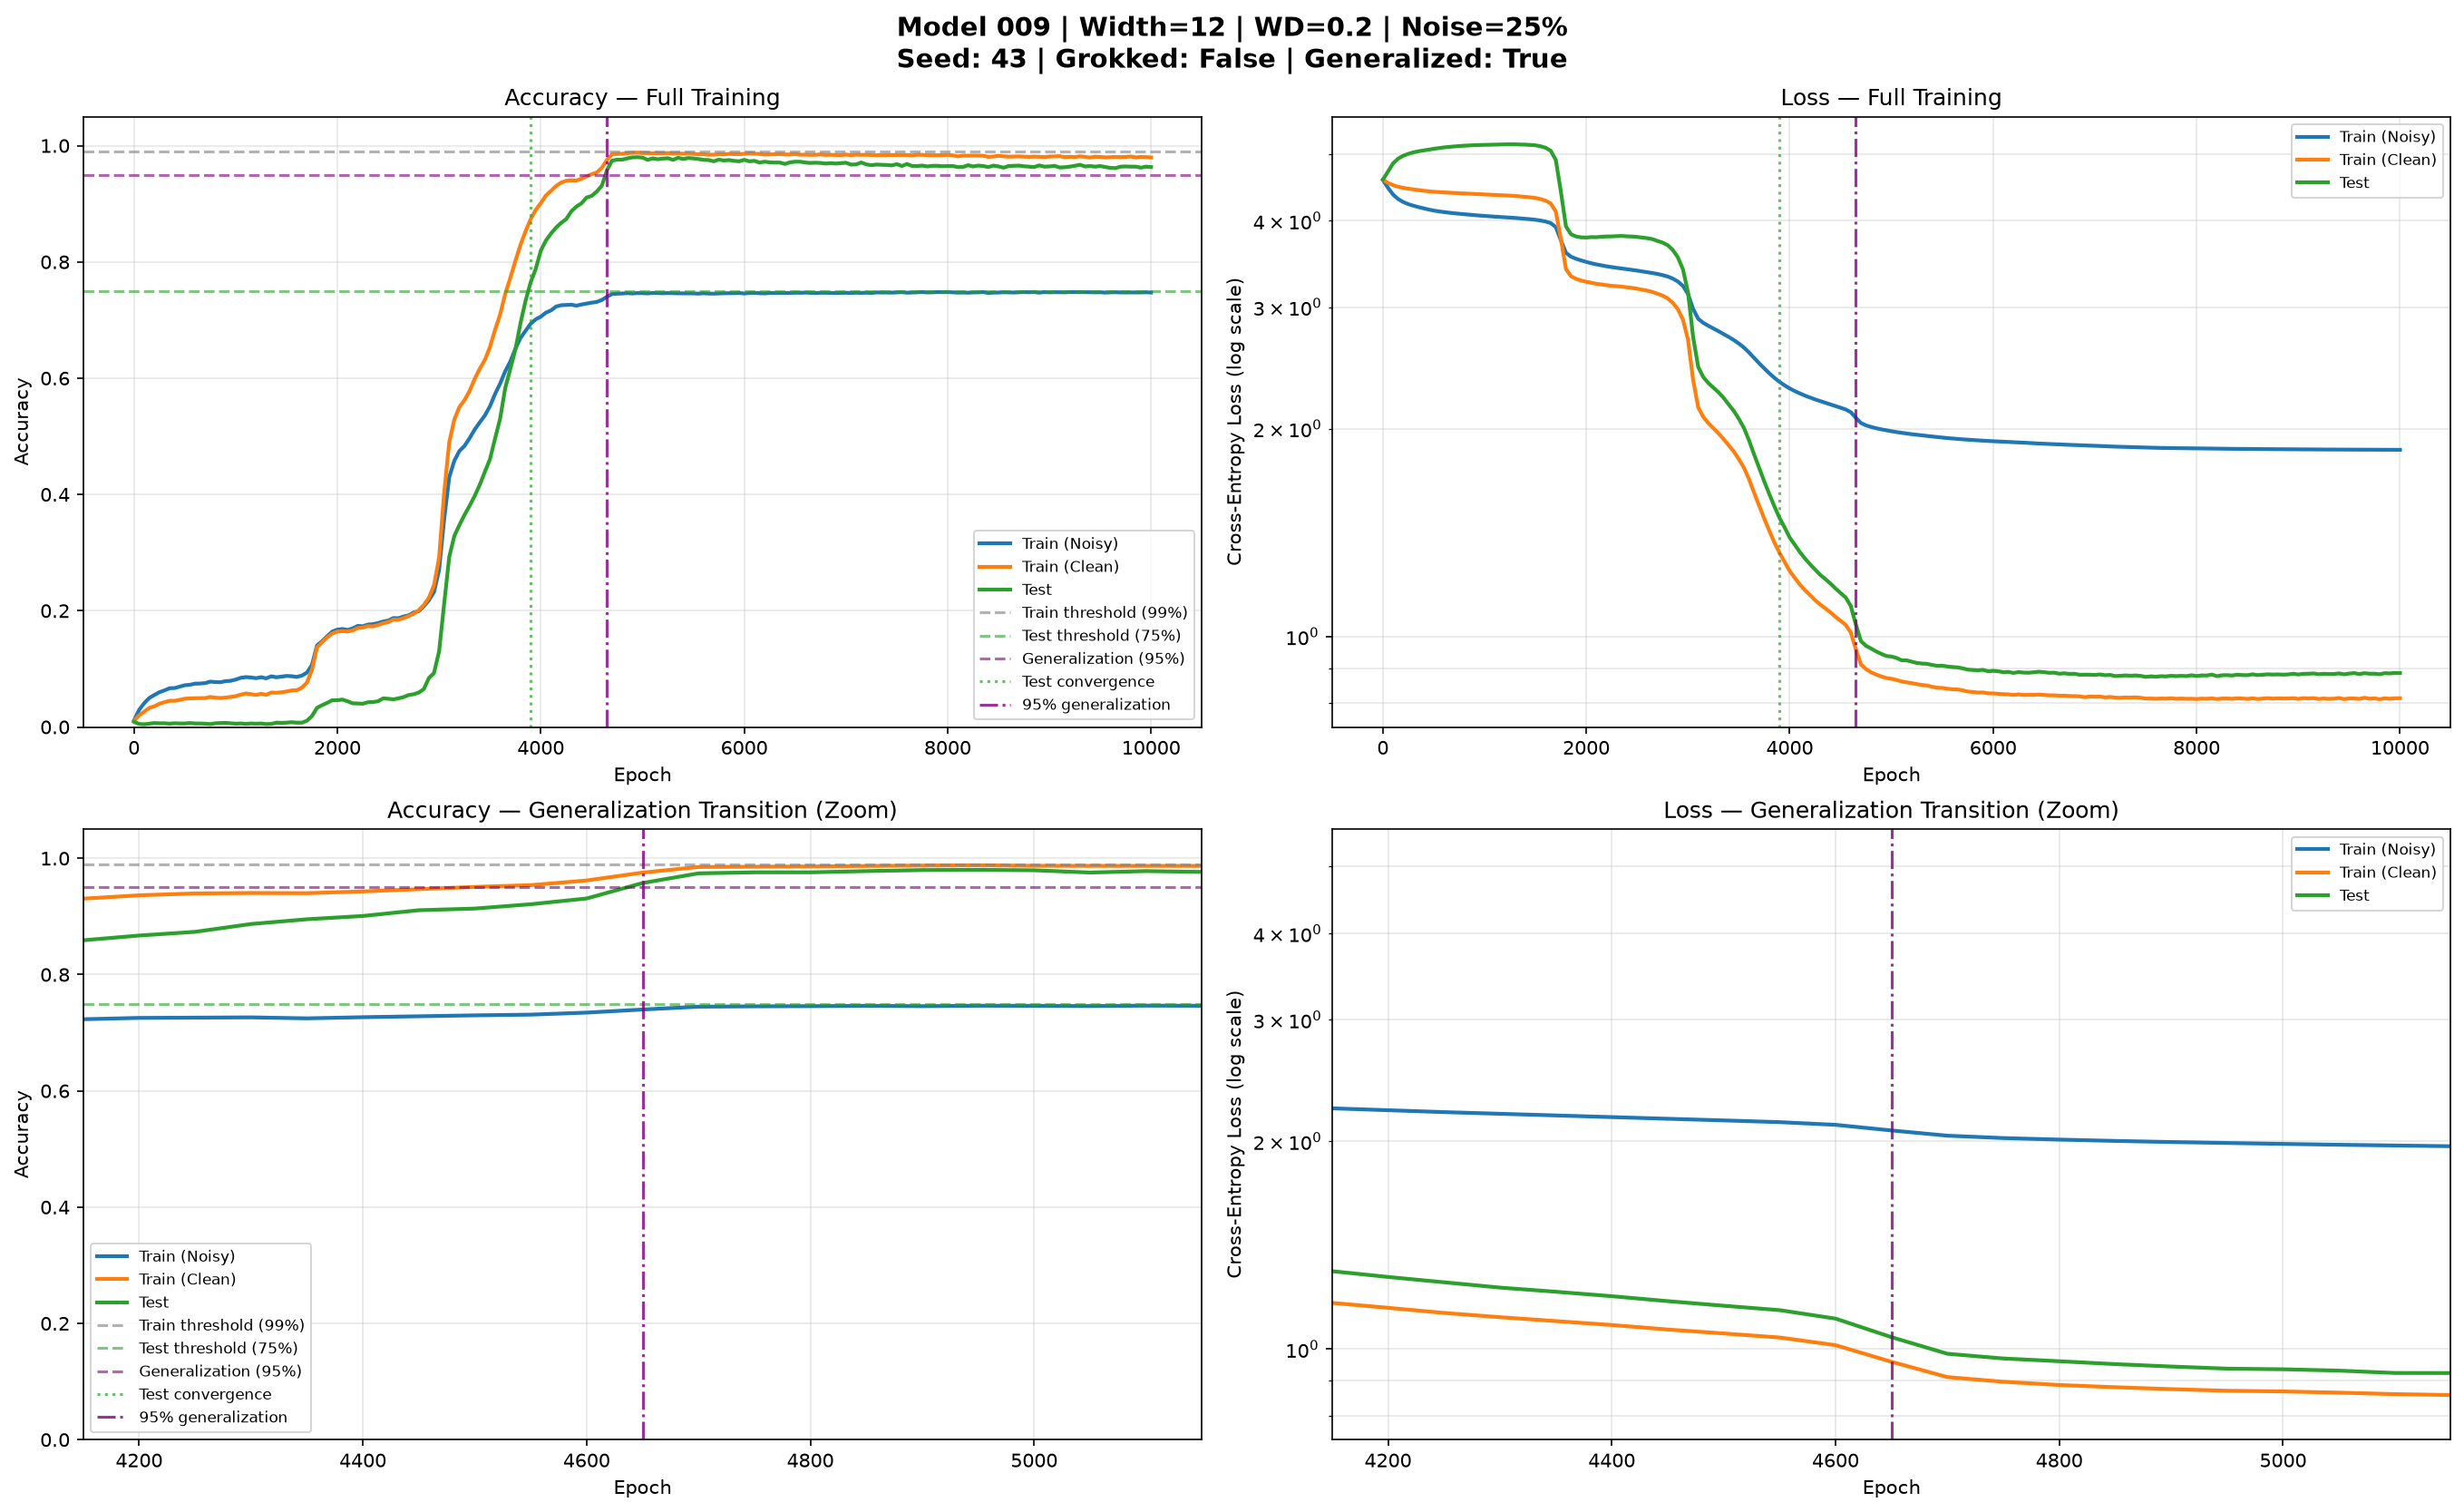 Model 009 | Width=12 | WD=0.2 | Noise=25%
Seed: 43 | Grokked: False | Generalized: True
Accuracy — Full Training
1.0
0.8
0.6
0.4
0.2
0.0
Accuracy
0 2000 4000 6000 8000 10000
Epoch
Train (Noisy)
Train (Clean)
Test
Train threshold (99%)
Test threshold (75%)
Generalization (95%)
Test convergence
95% generalization
Loss — Full Training
4 × 10⁰
3 × 10⁰
2 × 10⁰
10⁰
Cross-Entropy Loss (log scale)
0 2000 4000 6000 8000 10000
Epoch
Train (Noisy)
Train (Clean)
Test
Accuracy — Generalization Transition (Zoom)
1.0
0.8
0.6
0.4
0.2
0.0
Accuracy
4200 4400 4600 4800 5000
Epoch
Train (Noisy)
Train (Clean)
Test
Train threshold (99%)
Test threshold (75%)
Generalization (95%)
Test convergence
95% generalization
Loss — Generalization Transition (Zoom)
4 × 10⁰
3 × 10⁰
2 × 10⁰
10⁰
Cross-Entropy Loss (log scale)
4200 4400 4600 4800 5000
Epoch
Train (Noisy)
Train (Clean)
Test